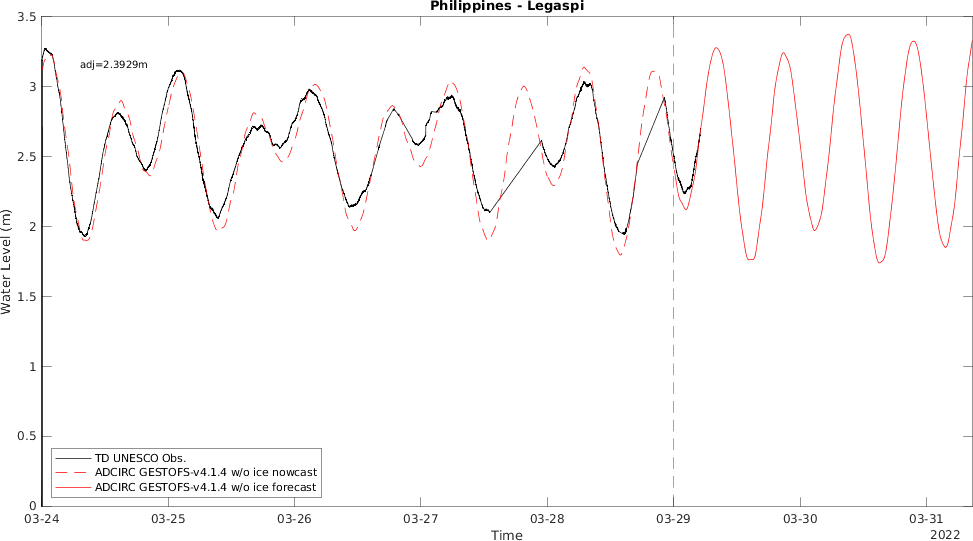 Philippines - Legaspi
adj=2.3929m
Water Level (m)
3.5
3
2.5
2
1.5
1
0.5
0
TD UNESCO Obs.
ADCIRC GESTOFS-v4.1.4 w/o ice nowcast
ADCIRC GESTOFS-v4.1.4 w/o ice forecast
03-24 03-25 03-26 03-27 03-28 03-29 03-30 03-31
Time
2022